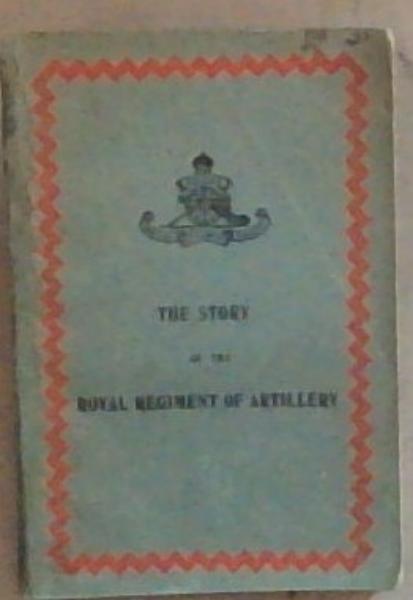 THE STORY
OF THE
ROYAL REGIMENT OF ARTILLERY